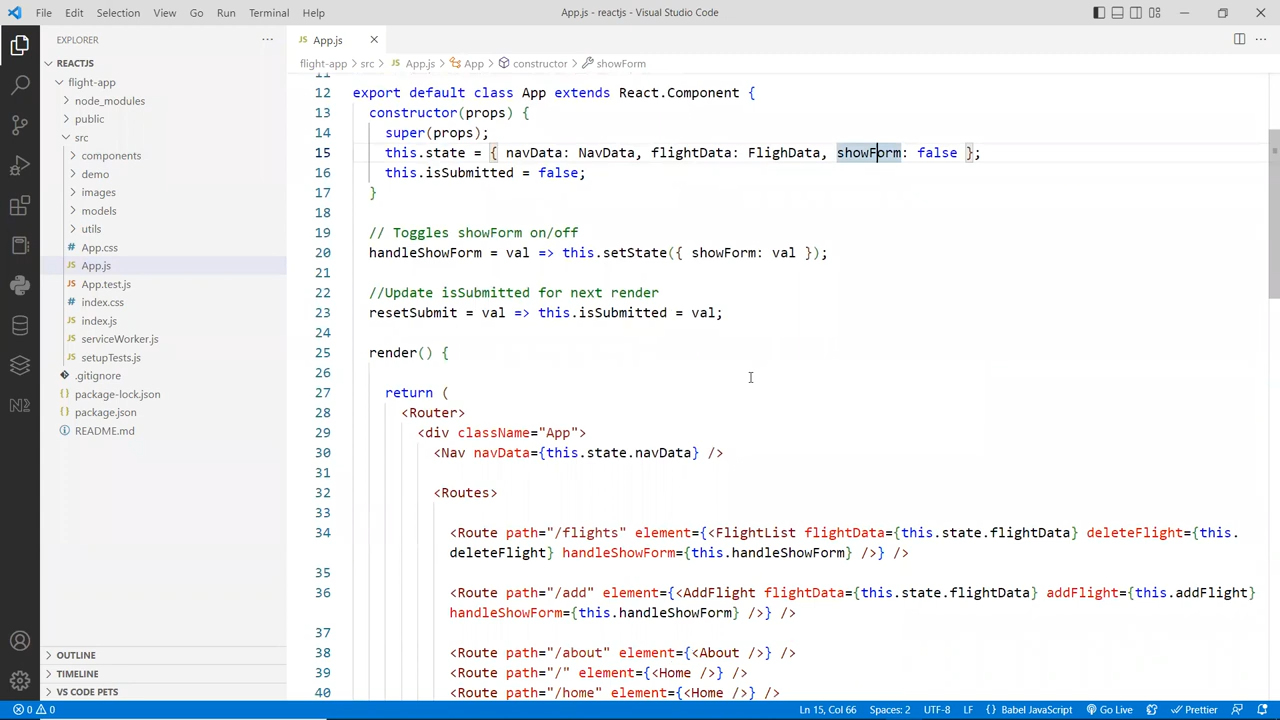 File Edit Selection View Go Run Terminal Help App.js - reactjs - Visual Studio Code
EXPLORER
REACTJS
flight-app
node_modules
public
src
components
demo
images
models
utils
# App.css
JS App.js
JS App.test.js
# index.css
JS index.js
JS serviceWorker.js
JS setupTests.js
.gitignore
{} package-lock.json
{} package.json
README.md
OUTLINE
TIMELINE
VS CODE PETS
JS App.js
flight-app > src > JS App.js > App > constructor > showForm
11
12 export default class App extends React.Component {
13 constructor(props) {
14 super(props);
15 this.state = { navData: NavData, flightData: FlighData, showForm: false };
16 this.isSubmitted = false;
17 }
18
19 // Toggles showForm on/off
20 handleShowForm = val => this.setState({ showForm: val });
21
22 //Update isSubmitted for next render
23 resetSubmit = val => this.isSubmitted = val;
24
25 render() {
26
27 return (
28 <Router>
29 <div className="App">
30 <Nav navData={this.state.navData} />
31
32 <Routes>
33
34 <Route path="/flights" element={<FlightList flightData={this.state.flightData} deleteFlight={this.
deleteFlight} handleShowForm={this.handleShowForm} />} />
35
36 <Route path="/add" element={<AddFlight flightData={this.state.flightData} addFlight={this.addFlight}
handleShowForm={this.handleShowForm} />} />
37
38 <Route path="/about" element={<About />} />
39 <Route path="/" element={<Home />} />
40 <Route path="/home" element={<Home />} />
0 0 Ln 15, Col 66 Spaces: 2 UTF-8 LF {} Babel JavaScript Go Live Prettier